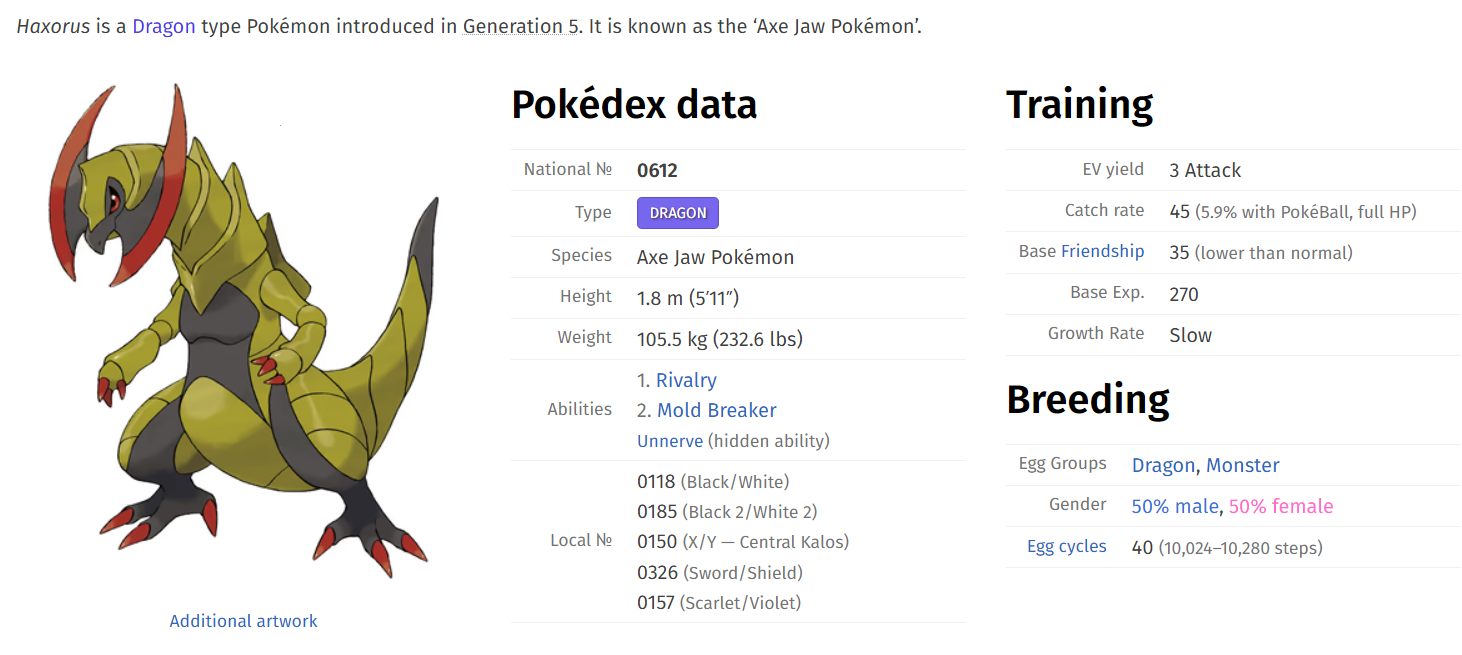 Haxorus is a Dragon type Pokémon introduced in Generation 5. It is known as the ‘Axe Jaw Pokémon’.
Additional artwork
Pokédex data
National № 0612
Type DRAGON
Species Axe Jaw Pokémon
Height 1.8 m (5′11″)
Weight 105.5 kg (232.6 lbs)
Abilities
1. Rivalry
2. Mold Breaker
Unnerve (hidden ability)
Local №
0118 (Black/White)
0185 (Black 2/White 2)
0150 (X/Y — Central Kalos)
0326 (Sword/Shield)
0157 (Scarlet/Violet)
Training
EV yield 3 Attack
Catch rate 45 (5.9% with PokéBall, full HP)
Base Friendship 35 (lower than normal)
Base Exp. 270
Growth Rate Slow
Breeding
Egg Groups Dragon, Monster
Gender 50% male, 50% female
Egg cycles 40 (10,024–10,280 steps)